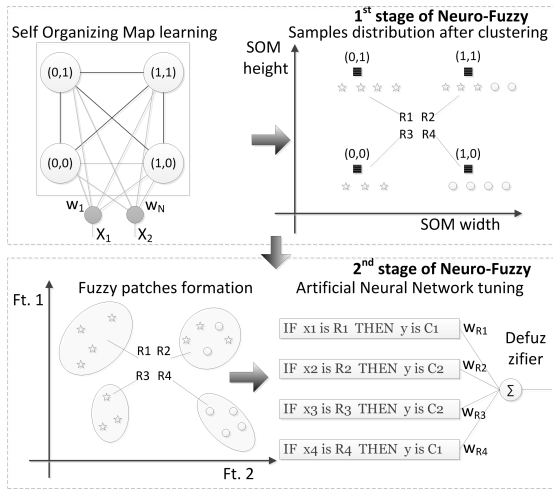 1st stage of Neuro-Fuzzy
Self Organizing Map learning
Samples distribution after clustering
SOM height
(0,1)
(1,1)
(0,0)
(1,0)
w1
wN
X1
X2
(0,1)
(1,1)
R1 R2
R3 R4
(0,0)
(1,0)
SOM width
2nd stage of Neuro-Fuzzy
Fuzzy patches formation
Artificial Neural Network tuning
Ft. 1
R1 R2
R3 R4
Ft. 2
IF x1 is R1 THEN y is C1
IF x2 is R2 THEN y is C2
IF x3 is R3 THEN y is C2
IF x4 is R4 THEN y is C1
wR1
wR2
wR3
wR4
Defuz
zifier
Σ